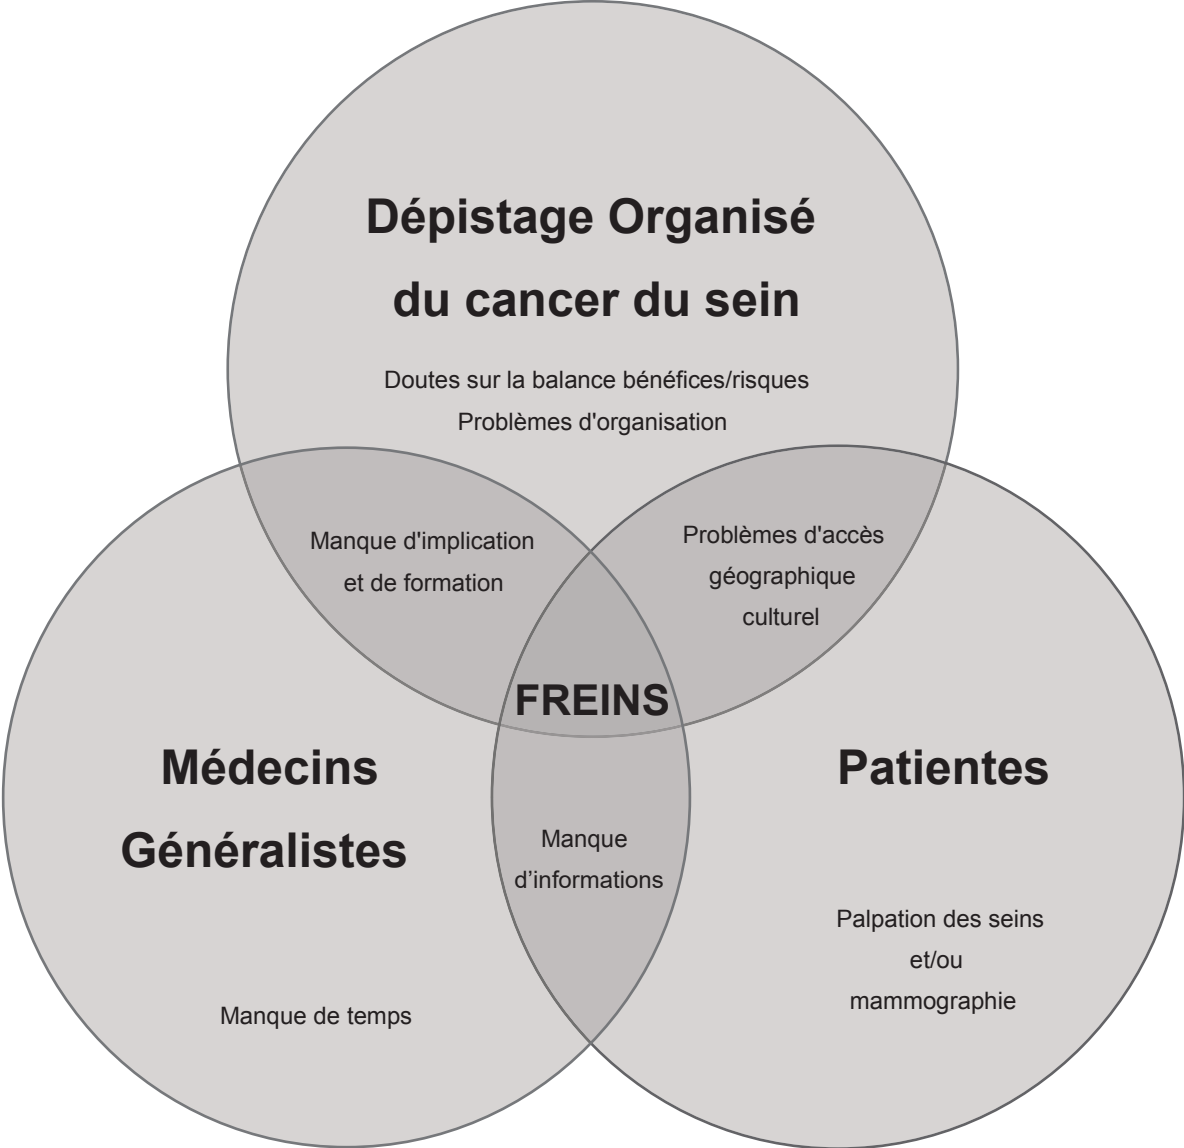 Dépistage Organisé
du cancer du sein
Doutes sur la balance bénéfices/risques
Problèmes d'organisation
Manque d'implication
et de formation
Problèmes d'accès
géographique
culturel
FREINS
Médecins
Généralistes
Manque de temps
Manque
d’informations
Patientes
Palpation des seins
et/ou
mammographie